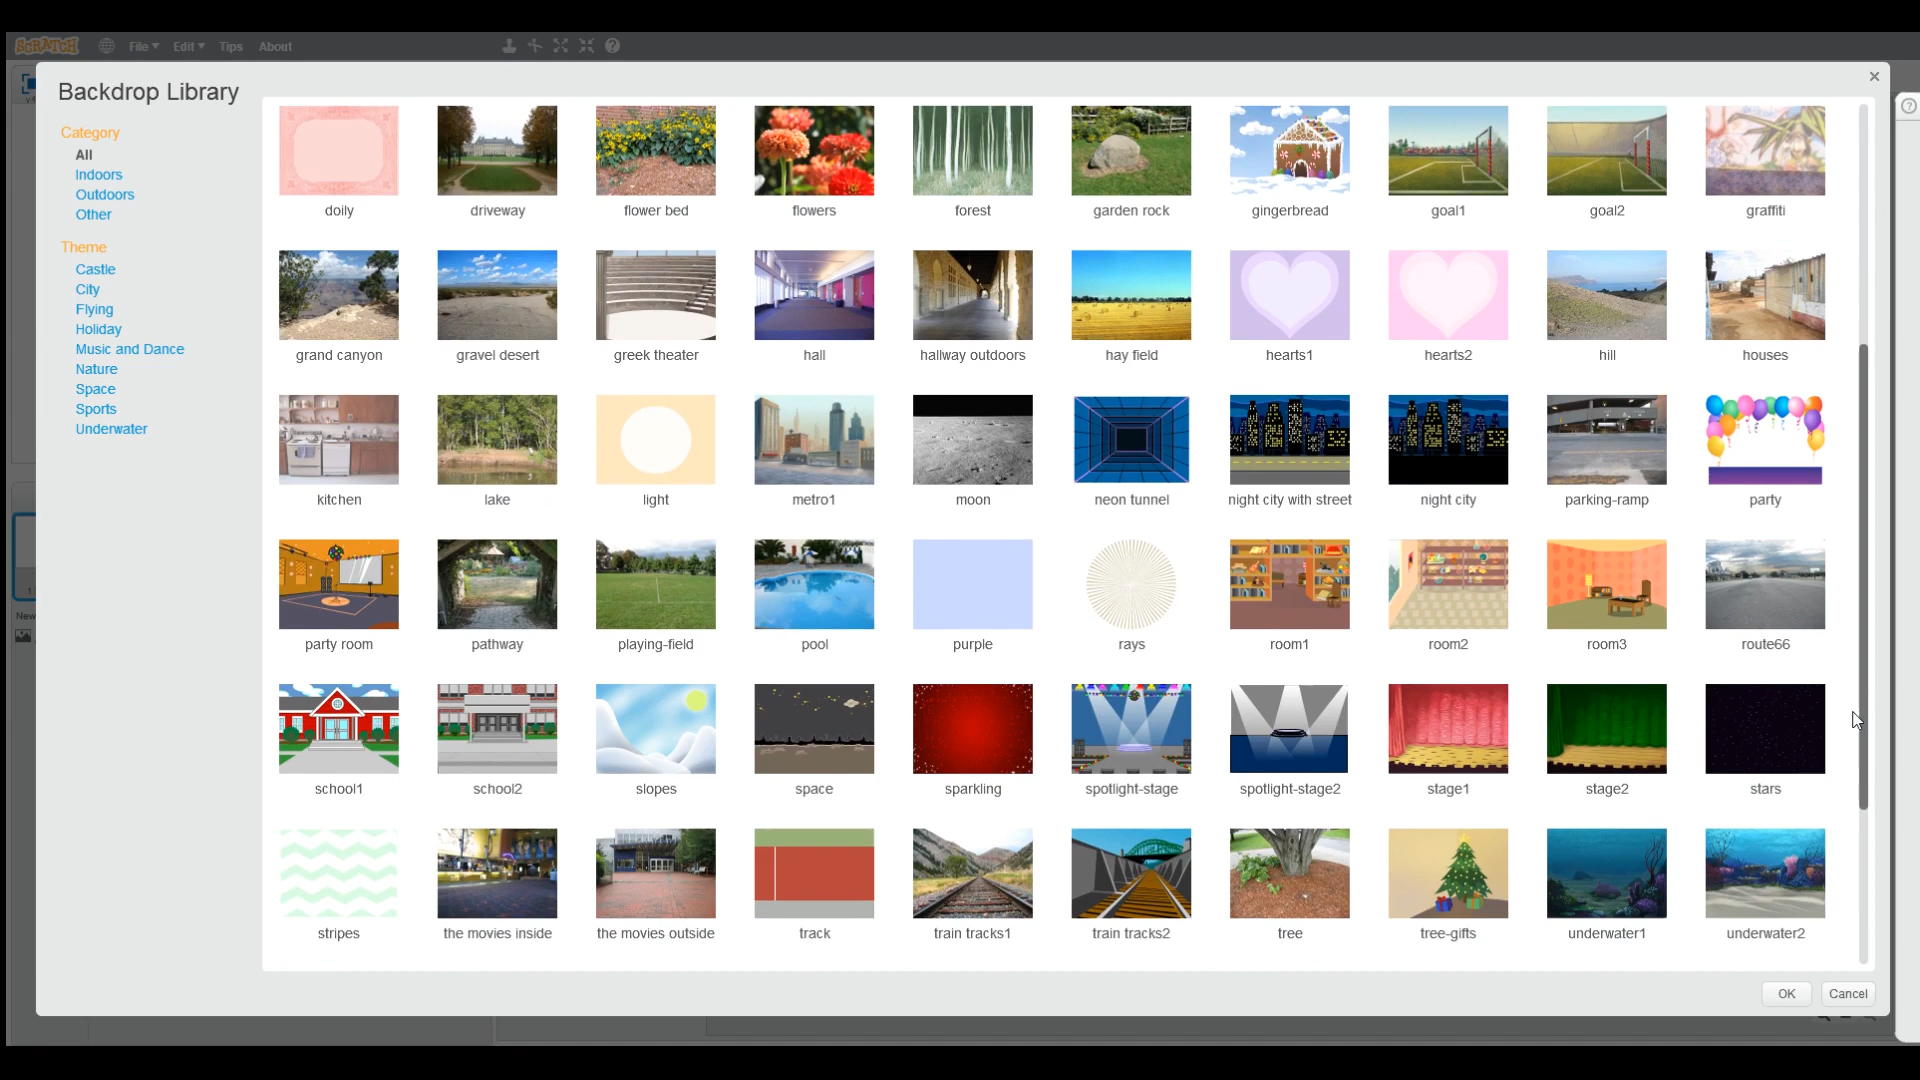 SCRATCH File Edit Tips About
Backdrop Library
Category
All
Indoors
Outdoors
Other
Theme
Castle
City
Flying
Holiday
Music and Dance
Nature
Space
Sports
Underwater
doily driveway flower bed flowers forest garden rock gingerbread goal1 goal2 graffiti
grand canyon gravel desert greek theater hall hallway outdoors hay field hearts1 hearts2 hill houses
kitchen lake light metro1 moon neon tunnel night city with street night city parking-ramp party
party room pathway playing-field pool purple rays room1 room2 room3 route66
school1 school2 slopes space sparkling spotlight-stage spotlight-stage2 stage1 stage2 stars
stripes the movies inside the movies outside track train tracks1 train tracks2 tree tree-gifts underwater1 underwater2
New
OK Cancel